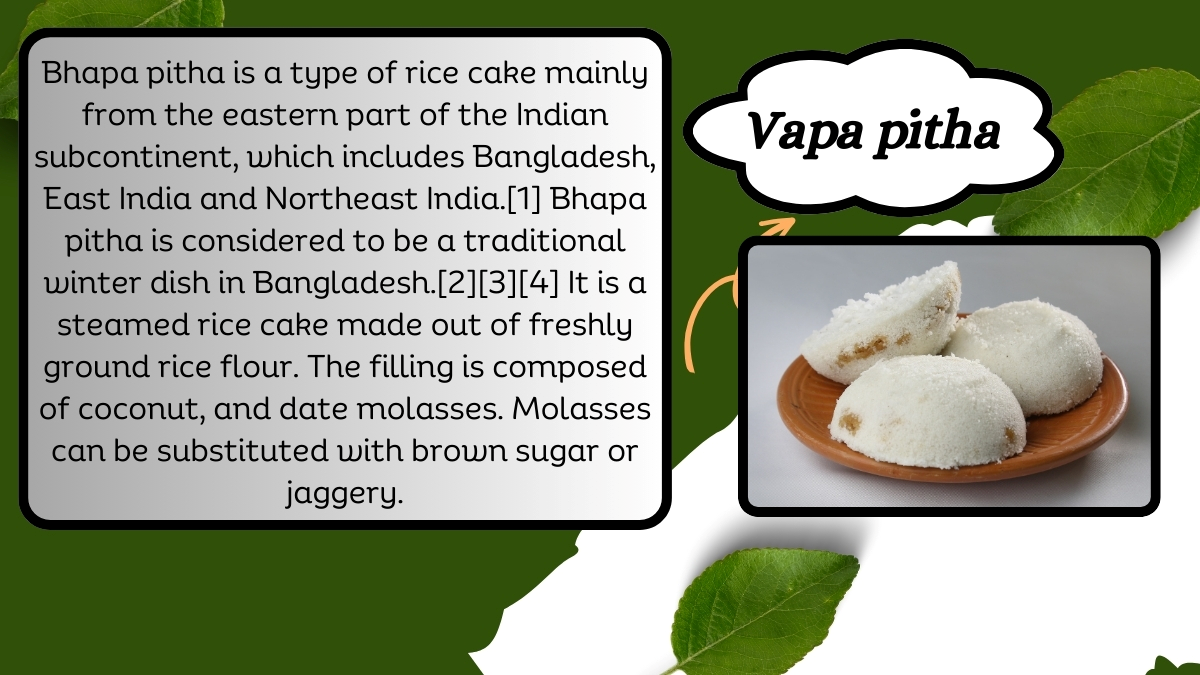 Bhapa pitha is a type of rice cake mainly
from the eastern part of the Indian
subcontinent, which includes Bangladesh,
East India and Northeast India.[1] Bhapa
pitha is considered to be a traditional
winter dish in Bangladesh.[2][3][4] It is a
steamed rice cake made out of freshly
ground rice flour. The filling is composed
of coconut, and date molasses. Molasses
can be substituted with brown sugar or
jaggery.
Vapa pitha